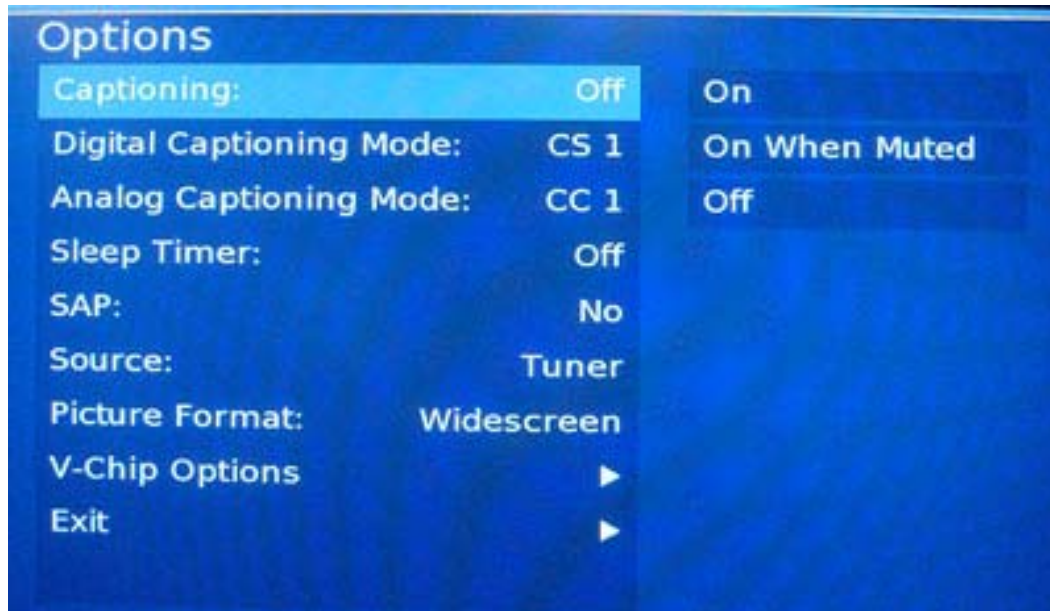 Options
Captioning: Off
Digital Captioning Mode: CS 1
Analog Captioning Mode: CC 1
Sleep Timer: Off
SAP: No
Source: Tuner
Picture Format: Widescreen
V-Chip Options ▶
Exit ▶
On
On When Muted
Off